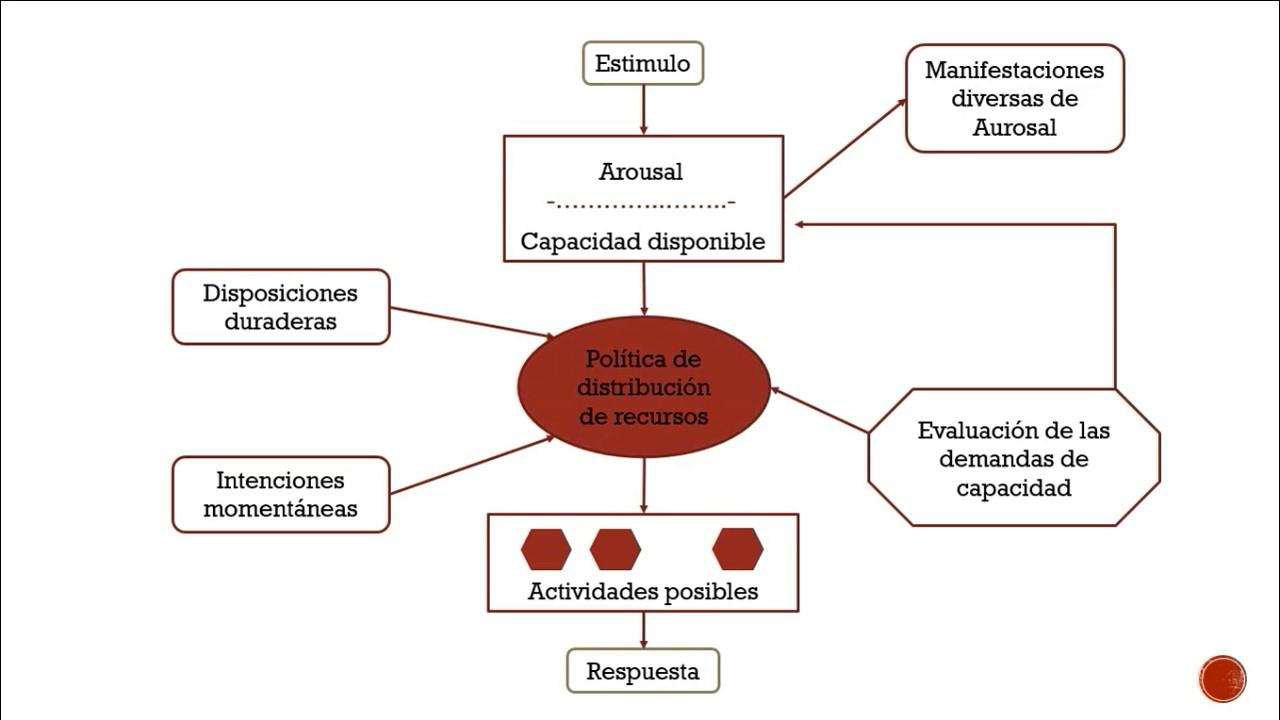 Estimulo
Manifestaciones
diversas de
Aurosal
Arousal
-......................-
Capacidad disponible
Disposiciones
duraderas
Política de
distribución
de recursos
Evaluación de las
demandas de
capacidad
Intenciones
momentáneas
Actividades posibles
Respuesta